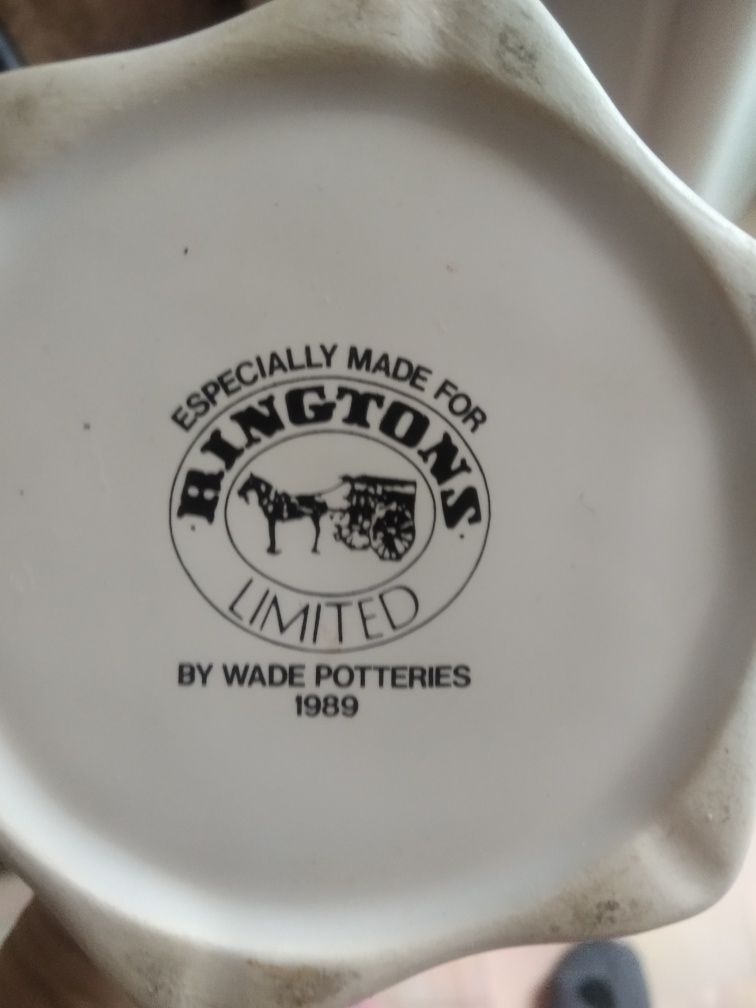 ESPECIALLY MADE FOR
RINGTONS
LIMITED
BY WADE POTTERIES
1989